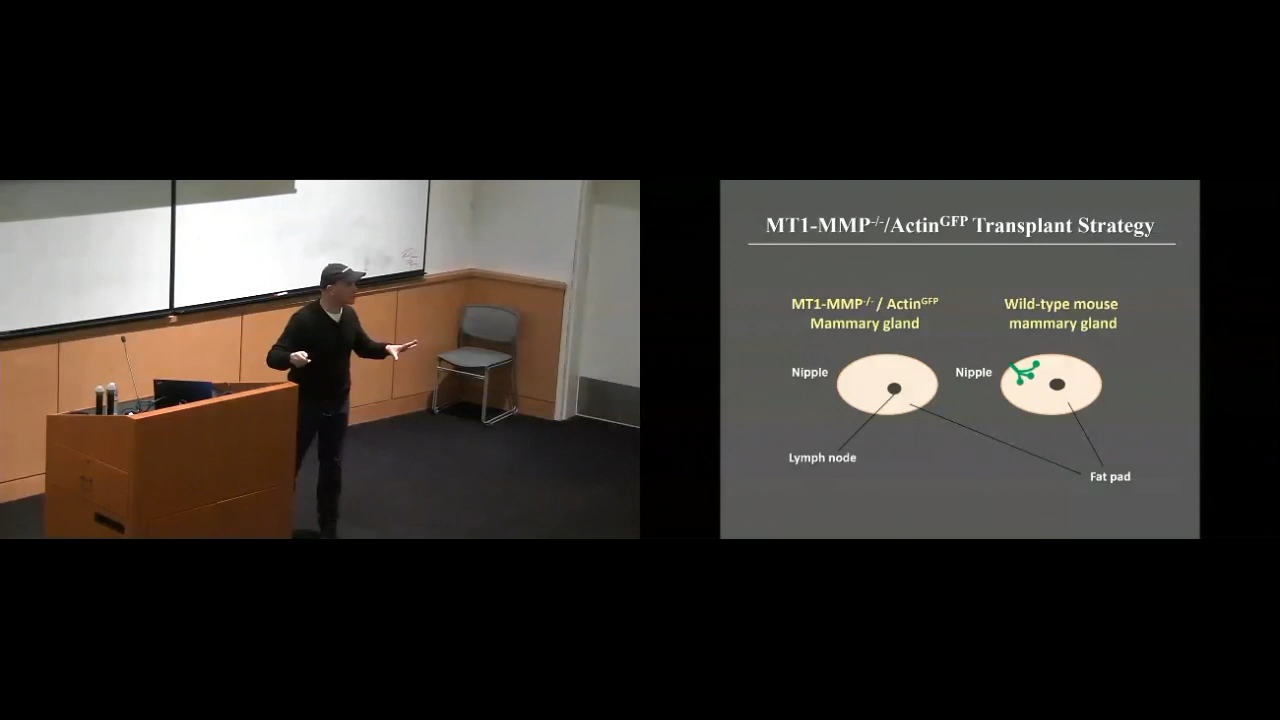 MT1-MMP-/-/ActinGFP Transplant Strategy
MT1-MMP-/- / ActinGFP
Mammary gland
Wild-type mouse
mammary gland
Nipple
Nipple
Lymph node
Fat pad